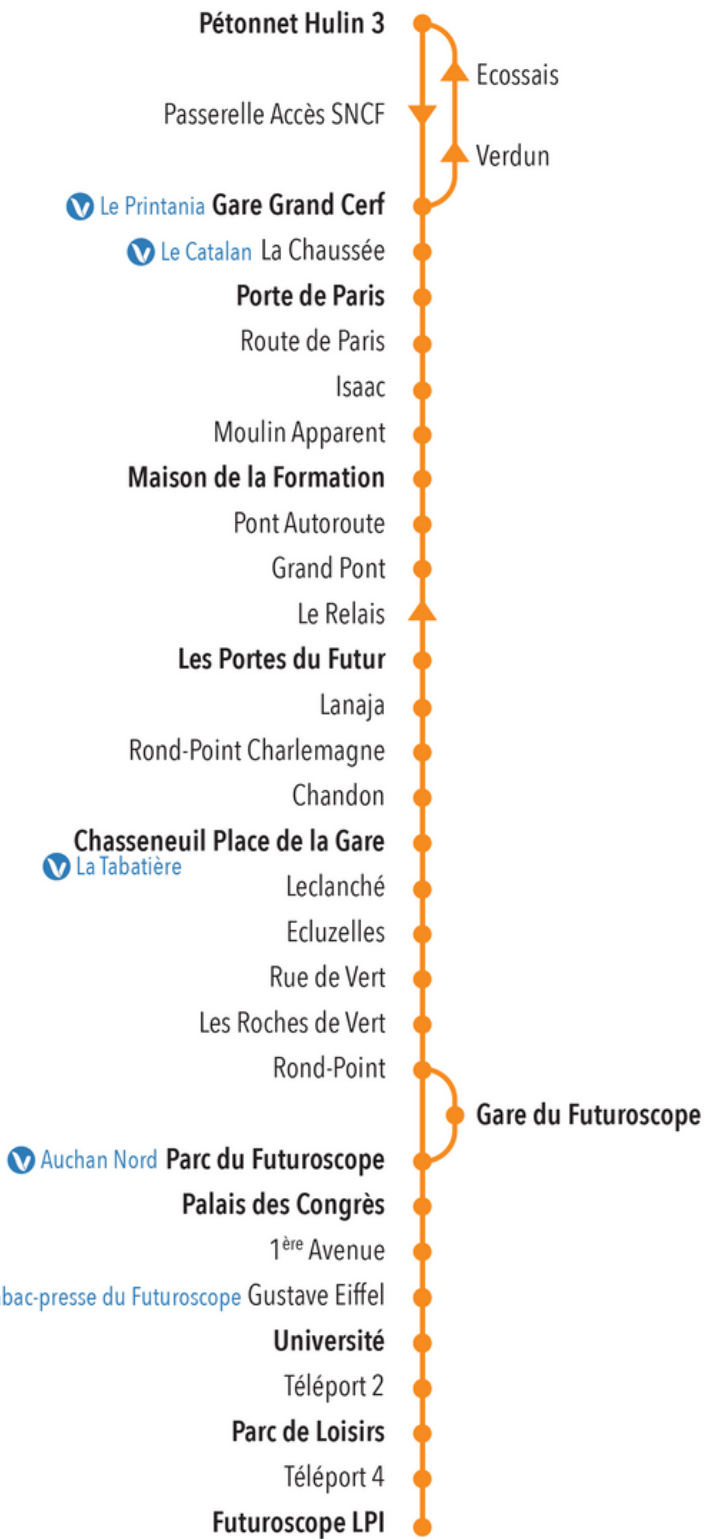 Pétonnet Hulin 3
Ecossais
Passerelle Accès SNCF
Verdun
Le Printania Gare Grand Cerf
Le Catalan La Chaussée
Porte de Paris
Route de Paris
Isaac
Moulin Apparent
Maison de la Formation
Pont Autoroute
Grand Pont
Le Relais
Les Portes du Futur
Lanaja
Rond-Point Charlemagne
Chandon
Chasseneuil Place de la Gare
La Tabatière
Leclanché
Ecluzelles
Rue de Vert
Les Roches de Vert
Rond-Point
Gare du Futuroscope
Auchan Nord Parc du Futuroscope
Palais des Congrès
1ère Avenue
bac-presse du Futuroscope Gustave Eiffel
Université
Téléport 2
Parc de Loisirs
Téléport 4
Futuroscope LPI